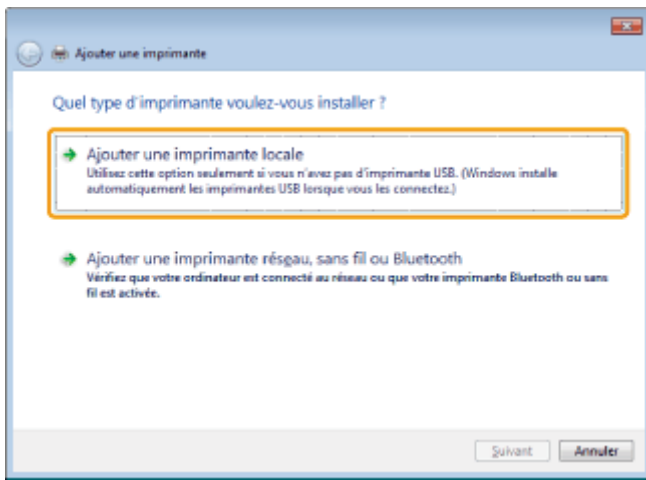 Ajouter une imprimante
Quel type d'imprimante voulez-vous installer ?
Ajouter une imprimante locale
Utilisez cette option seulement si vous n'avez pas d'imprimante USB. (Windows installe
automatiquement les imprimantes USB lorsque vous les connectez.)
Ajouter une imprimante réseau, sans fil ou Bluetooth
Vérifiez que votre ordinateur est connecté au réseau ou que votre imprimante Bluetooth ou sans
fil est activée.
Suivant
Annuler